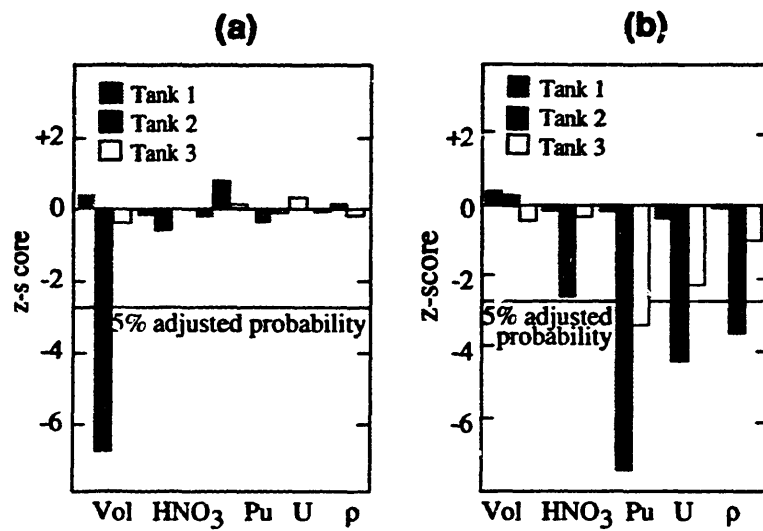 (a)
Tank 1
Tank 2
Tank 3
+2
0
-2
-4
-6
z-s core
5% adjusted probability
Vol HNO₃ Pu U ρ
(b)
Tank 1
Tank 2
Tank 3
+2
0
-2
-4
-6
z-score
5% adjusted
probability
Vol HNO₃ Pu U ρ